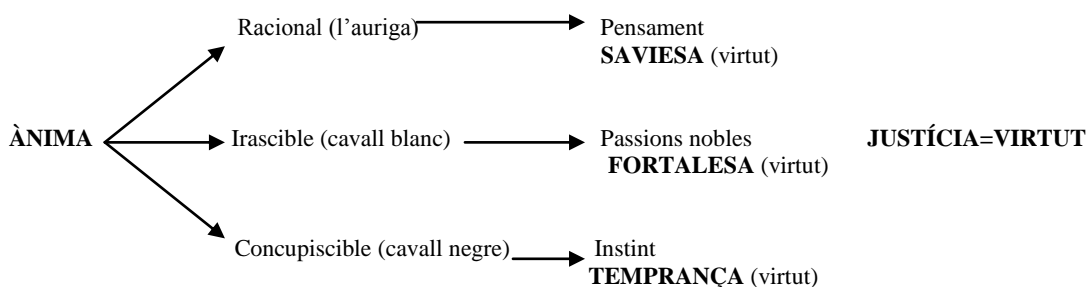 Racional (l’auriga) Pensament
SAVIESA (virtut)
ÀNIMA Irascible (cavall blanc) Passions nobles JUSTÍCIA=VIRTUT
FORTALESA (virtut)
Concupiscible (cavall negre) Instint
TEMPRANÇA (virtut)